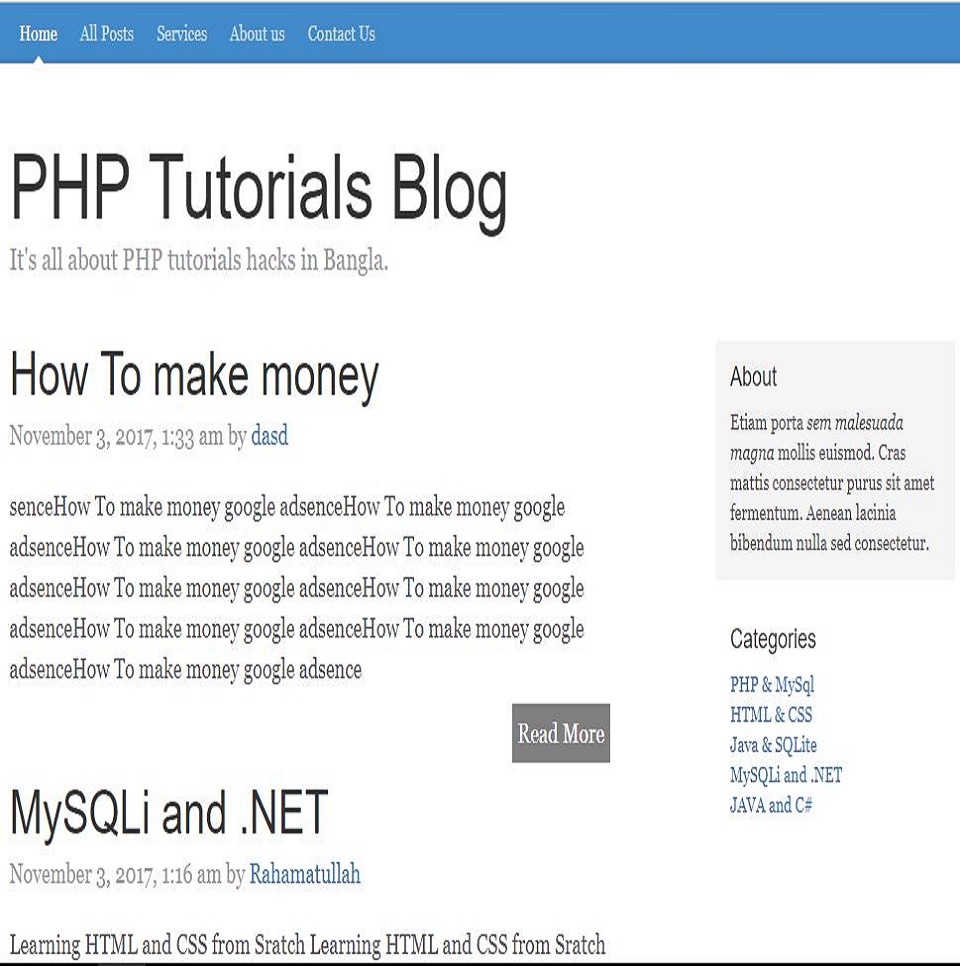 Home All Posts Services About us Contact Us
PHP Tutorials Blog
It's all about PHP tutorials hacks in Bangla.
How To make money
November 3, 2017, 1:33 am by dasd
senceHow To make money google adsenceHow To make money google
adsenceHow To make money google adsenceHow To make money google
adsenceHow To make money google adsenceHow To make money google
adsenceHow To make money google adsenceHow To make money google
adsenceHow To make money google adsence
Read More
MySQLi and .NET
November 3, 2017, 1:16 am by Rahamatullah
Learning HTML and CSS from Sratch Learning HTML and CSS from Sratch
About
Etiam porta sem malesuada
magna mollis euismod. Cras
mattis consectetur purus sit amet
fermentum. Aenean lacinia
bibendum nulla sed consectetur.
Categories
PHP & MySql
HTML & CSS
Java & SQLite
MySQLi and .NET
JAVA and C#